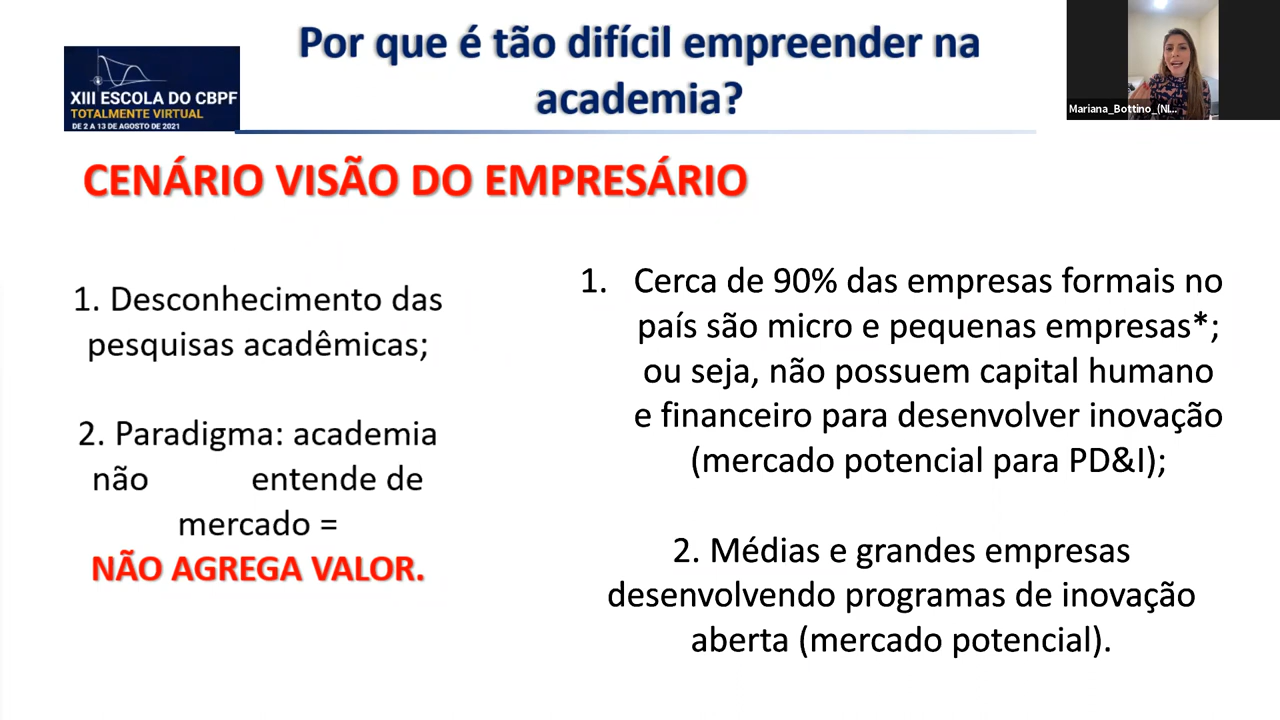 Por que é tão difícil empreender na
academia?
XIII ESCOLA DO CBPF
TOTALMENTE VIRTUAL
DE 2 A 13 DE AGOSTO DE 2021
Mariana_Bottino_(NI...
CENÁRIO VISÃO DO EMPRESÁRIO
1. Desconhecimento das
pesquisas acadêmicas;
2. Paradigma: academia
não entende de
mercado =
NÃO AGREGA VALOR.
1. Cerca de 90% das empresas formais no
país são micro e pequenas empresas*;
ou seja, não possuem capital humano
e financeiro para desenvolver inovação
(mercado potencial para PD&I);
2. Médias e grandes empresas
desenvolvendo programas de inovação
aberta (mercado potencial).